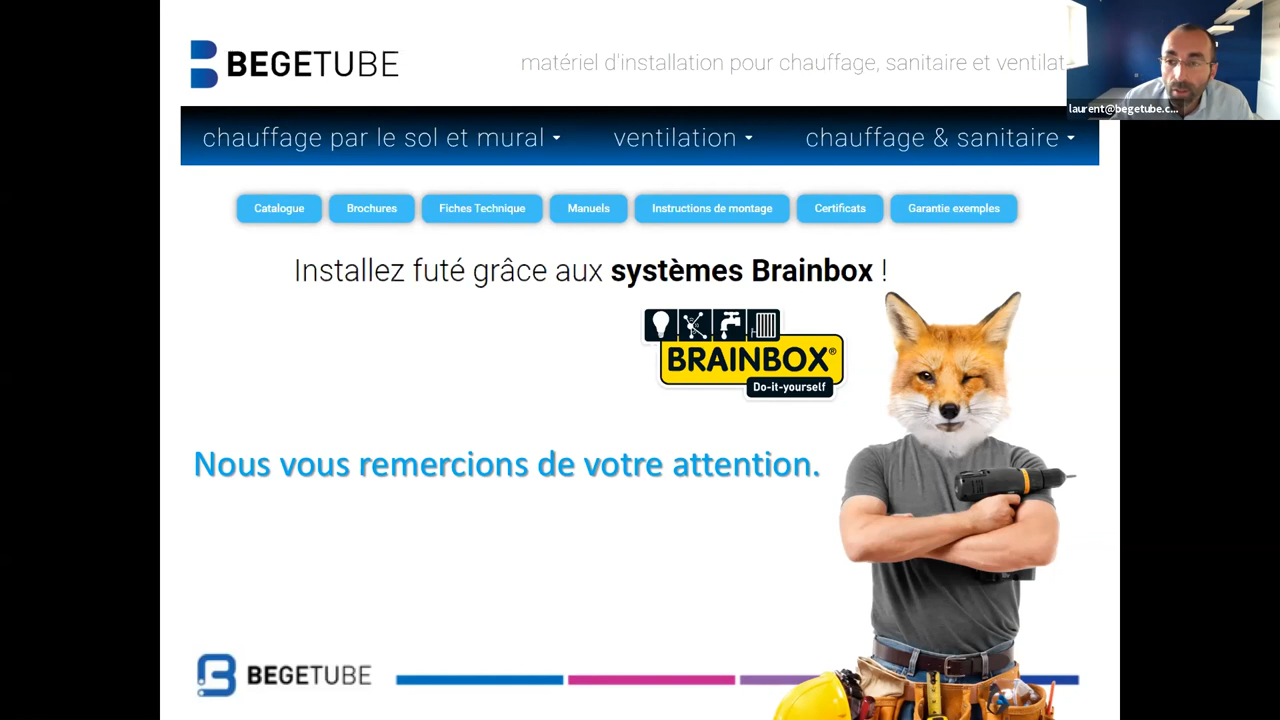 BEGETUBE
matériel d'installation pour chauffage, sanitaire et ventilat
laurent@begetube.c...
chauffage par le sol et mural
ventilation
chauffage & sanitaire
Catalogue
Brochures
Fiches Technique
Manuels
Instructions de montage
Certificats
Garantie exemples
Installez futé grâce aux systèmes Brainbox !
BRAINBOX®
Do-it-yourself
Nous vous remercions de votre attention.
BEGETUBE